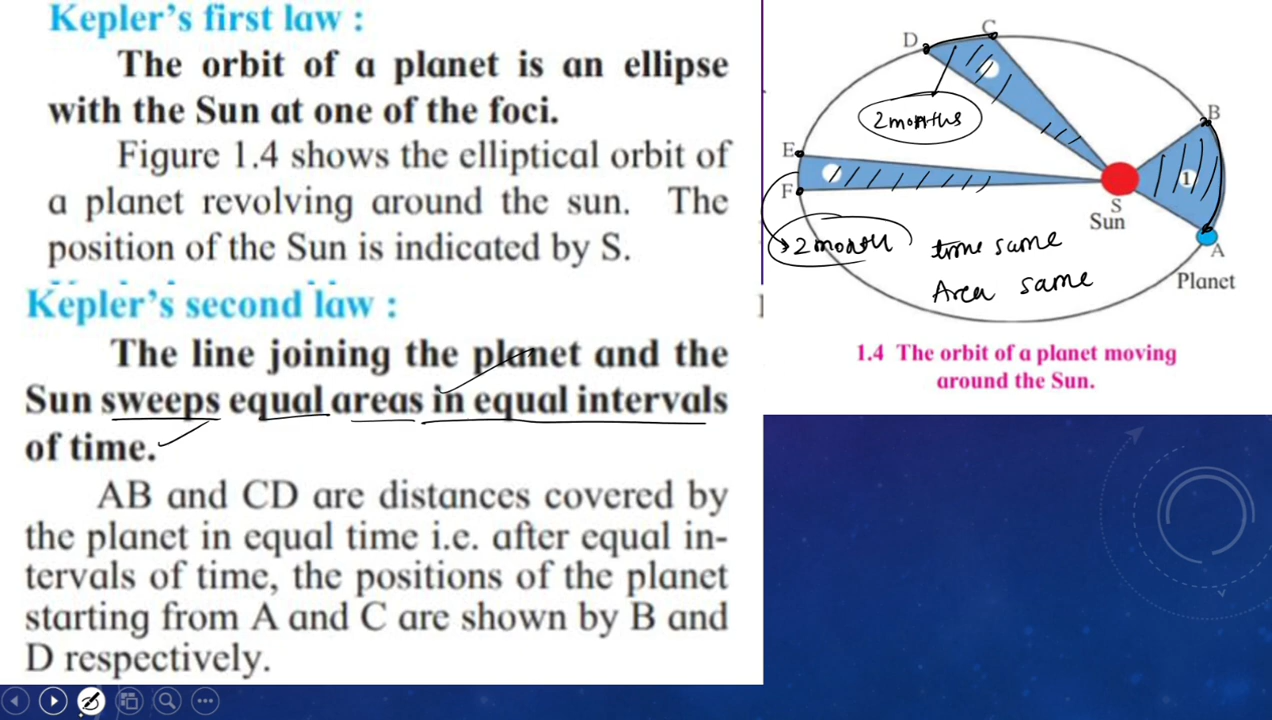 Kepler's first law :
The orbit of a planet is an ellipse
with the Sun at one of the foci.
Figure 1.4 shows the elliptical orbit of
a planet revolving around the sun. The
position of the Sun is indicated by S.
Kepler's second law :
The line joining the planet and the
Sun sweeps equal areas in equal intervals
of time.
AB and CD are distances covered by
the planet in equal time i.e. after equal in-
tervals of time, the positions of the planet
starting from A and C are shown by B and
D respectively.
C
D
B
2 months
E
1
F
S
Sun
A
Planet
2 month
time same
Area same
1.4 The orbit of a planet moving
around the Sun.